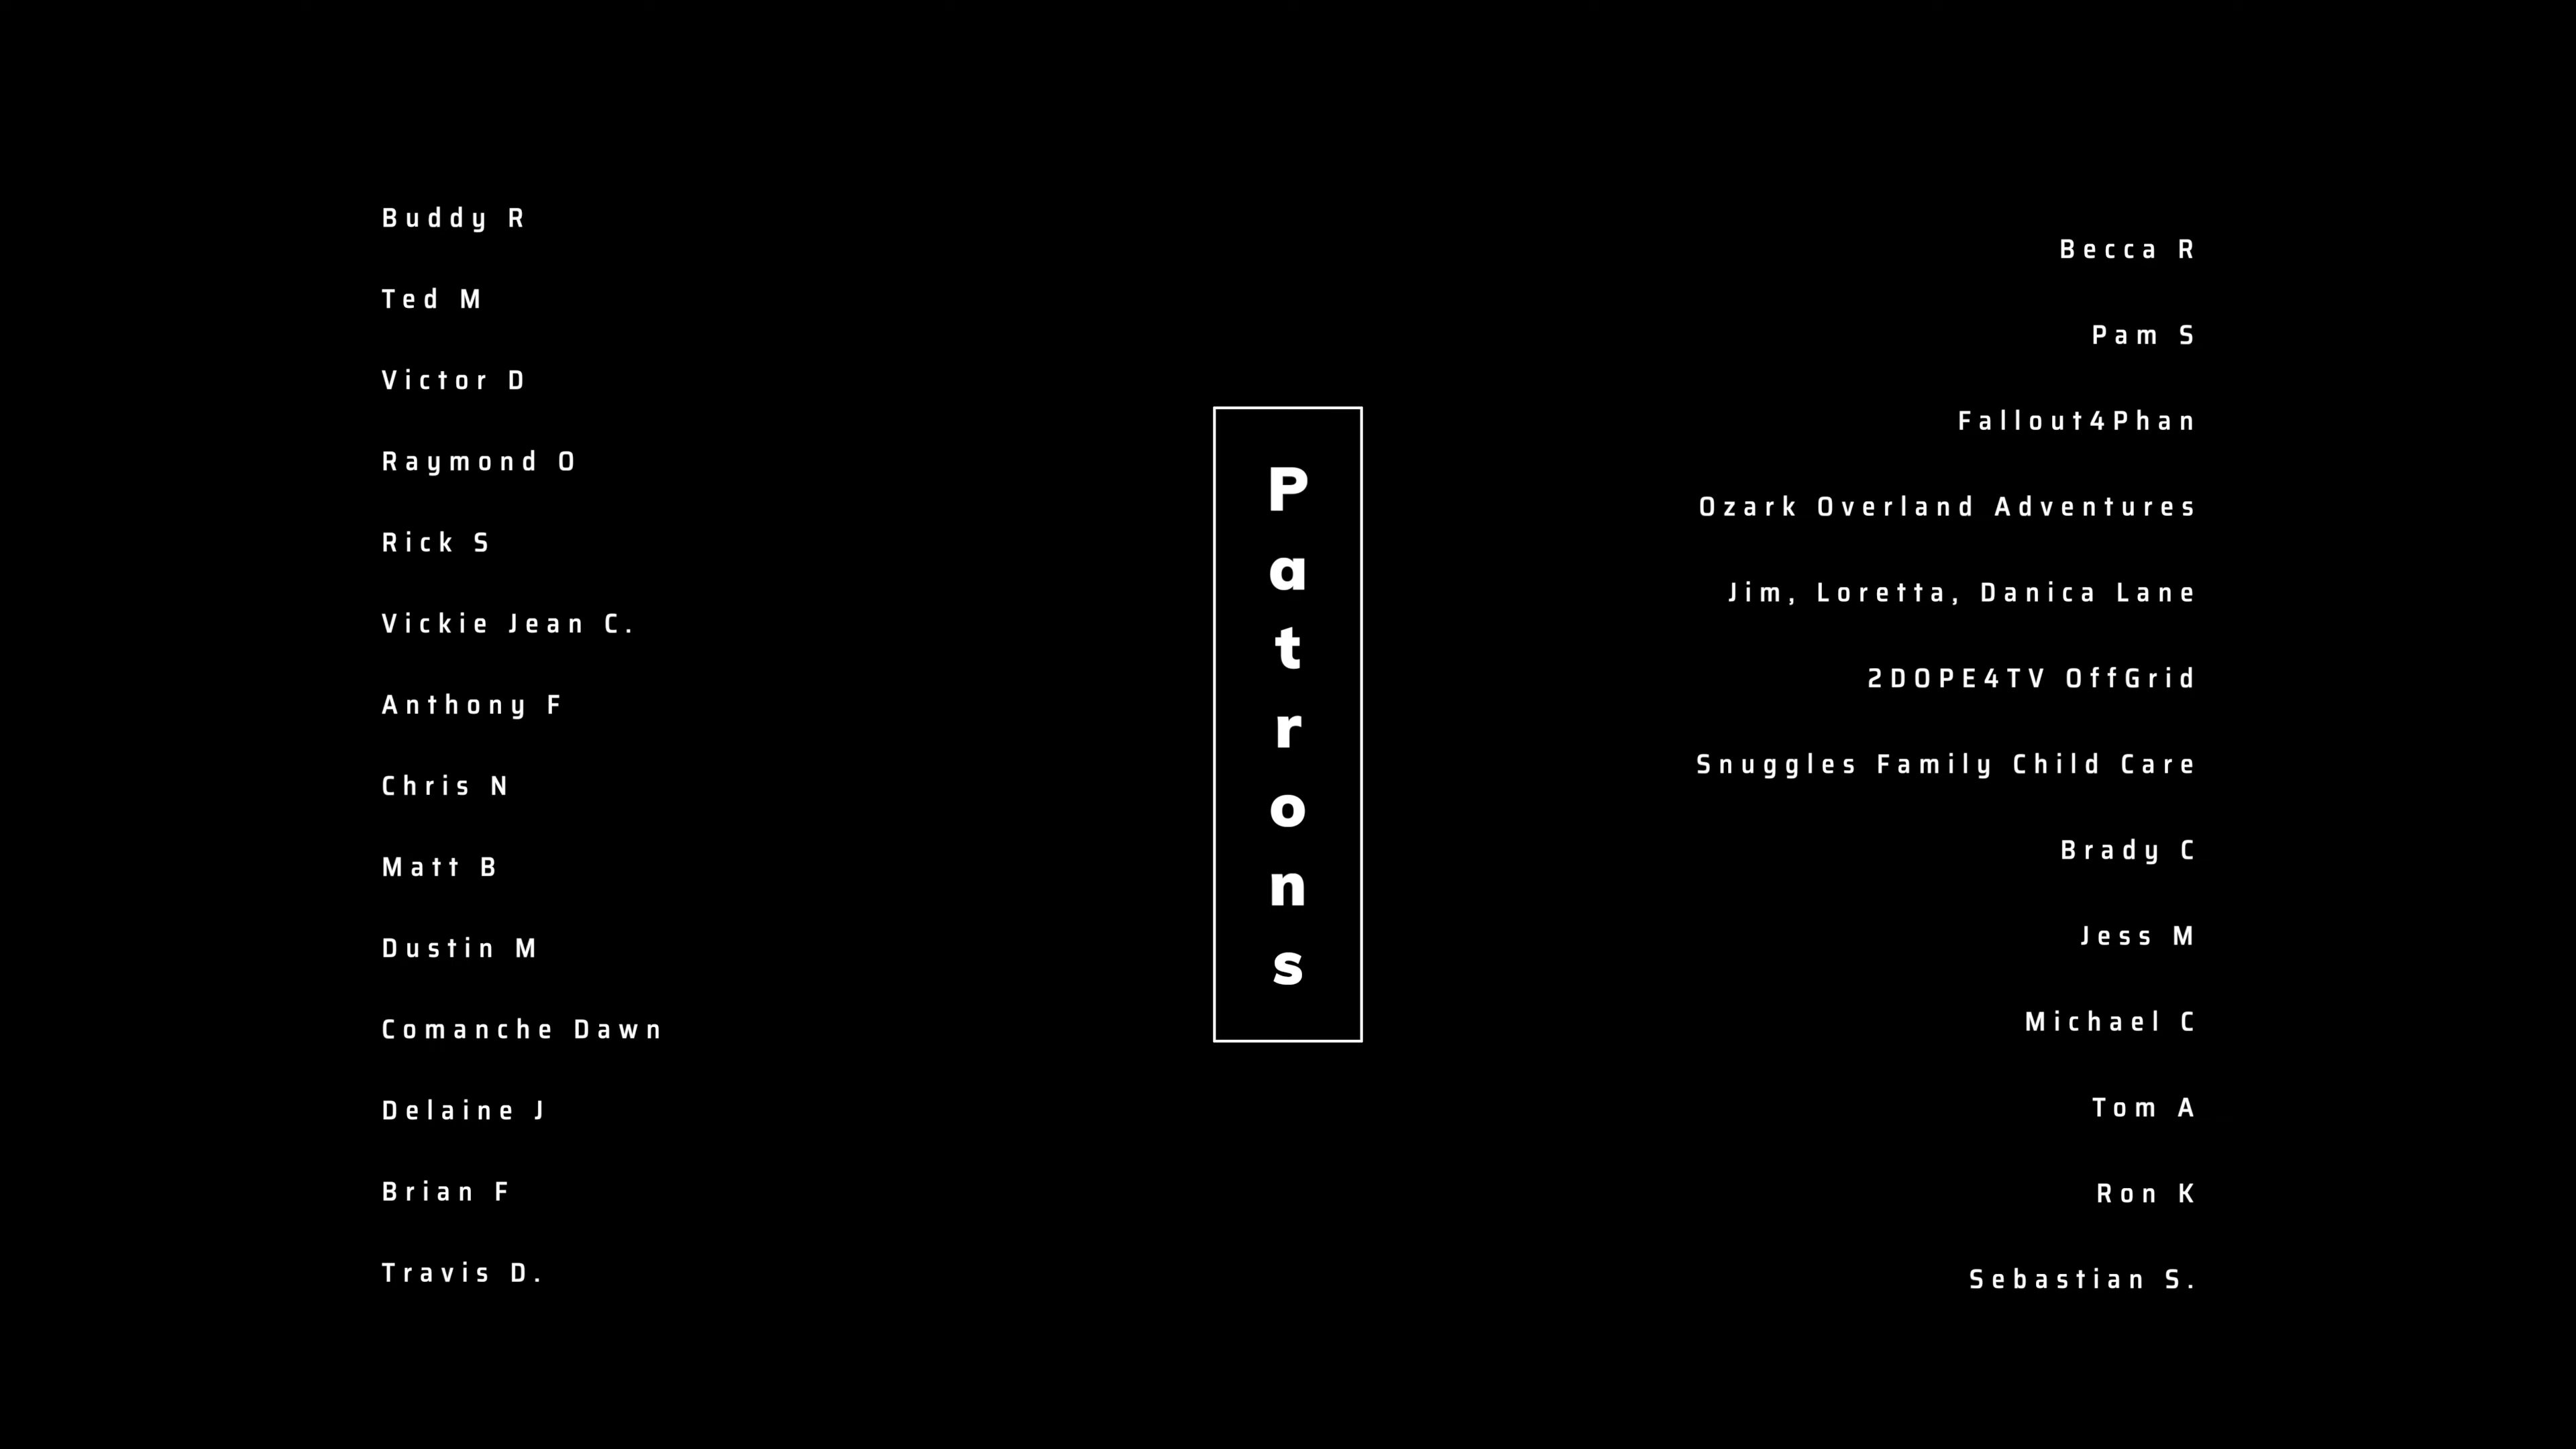 Buddy R
Ted M
Victor D
Raymond O
Rick S
Vickie Jean C.
Anthony F
Chris N
Matt B
Dustin M
Comanche Dawn
Delaine J
Brian F
Travis D.
Patrons
Becca R
Pam S
Fallout4Phan
Ozark Overland Adventures
Jim, Loretta, Danica Lane
2DOPE4TV OffGrid
Snuggles Family Child Care
Brady C
Jess M
Michael C
Tom A
Ron K
Sebastian S.